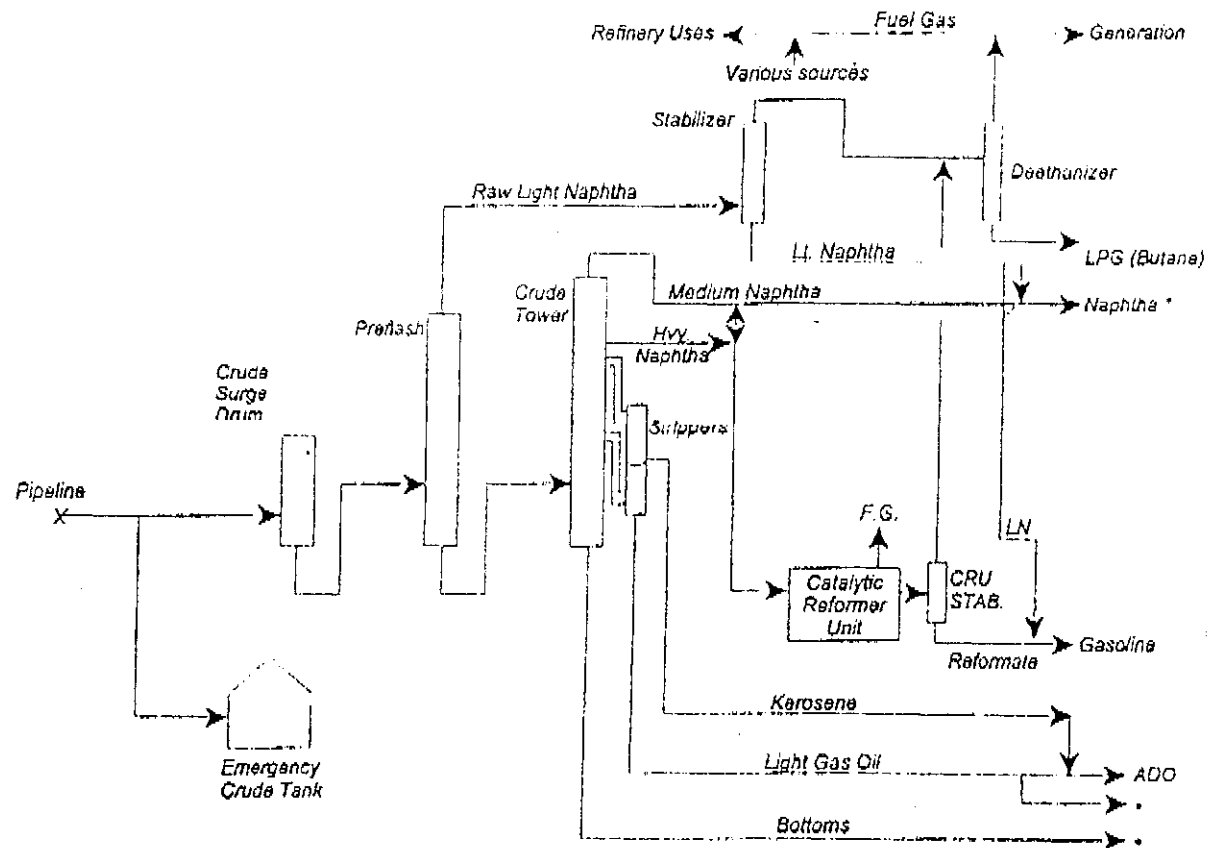 Fuel Gas
Refinery Uses
Generation
Various sources
Stabilizer
Deethanizer
Raw Light Naphtha
Lt. Naphtha
LPG (Butane)
Crude
Tower
Medium Naphtha
Naphtha *
Preflash
Hvy.
Naphtha
Crude
Surge
Drum
Strippers
Pipeline
X
F.G.
LN
Catalytic
Reformer
Unit
CRU
STAB.
Gasoline
Reformate
Kerosene
Light Gas Oil
ADO
*
Emergency
Crude Tank
Bottoms
*